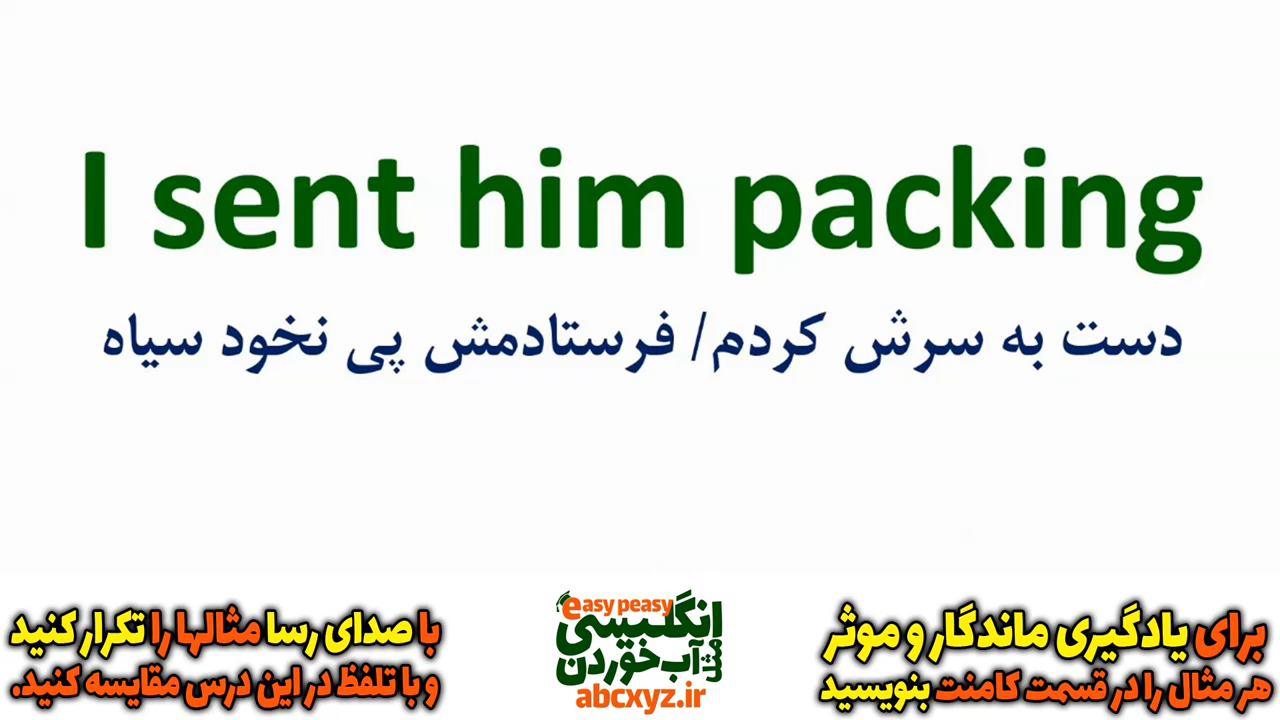 I sent him packing
دست به سرش کردم/ فرستادمش پی نخود سیاه
برای یادگیری ماندگار و موثر
هر مثال را در قسمت کامنت بنویسید
easy peasy
انگلیسی
مثل آب خوردن
abcxyz.ir
با صدای رسا مثالها را تکرار کنید
و با تلفظ در این درس مقایسه کنید.